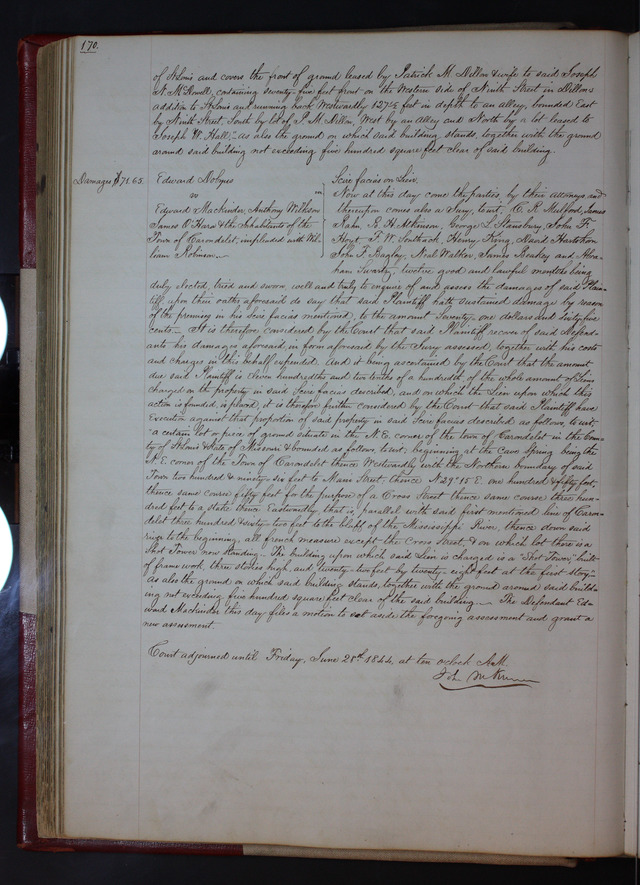 170.
of St Louis and covers the front of ground leased by Patrick M Dillon & wife to said Joseph
N. McDowell, containing seventy-five feet front on the Western side of Ninth Street in Dillons
addition to St Louis and running back Westwardly 127½ feet in depth to an alley, bounded East
by Ninth Street, South by lot of P. M. Dillon, West by an alley and North by a lot leased to
Joseph W. Hall; as also the ground on which said building stands, together with the ground
around said building not exceeding five hundred square feet clear of said building.
Damages $71.65.
Edward Dobyns
vs
Edward Mackinder, Anthony
James O'Hara & the Inhabitants of the
Town of Carondelet, impleaded with Wil-
liam Robinson.
Scire facias on Lien.
Now at this day come the parties, by their attorneys and
thereupon comes also a Jury, to wit, C. R. Mulford, James
Rahn, B. H. Atkinson, George L. Stansbury, John F.
Hoyt, F. W. Southack, Henry King, David Hartshorn
John T. Bagley, Neal Walker, James and Abra-
ham twelve good and lawful men who being
duly elected, tried and sworn, well and truly to enquire of and assess the damages of said Plain-
tiff upon their oaths aforesaid do say that said Plaintiff hath sustained damage by reason
of the premises in his scire facias mentioned, to the amount Seventy-one dollars and sixty five
cents. It is therefore considered by the Court that said Plaintiff recover of said Defend-
ants his damages aforesaid in form aforesaid by the Jury assessed, together with his costs
and charges in this behalf expended. And it being ascertained by the Court that the amount
due said Plaintiff is Seven hundredths and two tenths of a hundredth, of the whole amount of Liens
charged on the property in said Scire facias described, and on which the Lien upon which this
action is founded, is placed, it is therefore further considered by the Court that said Plaintiff have
Execution against that proportion of said property in said Scire facias described as follows, to wit:
"a certain lot or piece of ground situate in the N. E. corner of the town of Carondelet in the Coun-
ty of St Louis & State of Missouri & bounded as follows, to wit; beginning at the Cave Spring being the
N. E. corner of the Town of Carondelet thence Westwardly with the Northern boundary of said
Town two hundred & ninety six feet to Main Street, thence N 29° 15' E. one hundred & fifty feet,
thence same course fifty feet for the purpose of a Cross Street thence same course three hun-
dred feet to a stake thence Eastwardly that is parallel with said first mentioned line of Caron-
delet three hundred & sixty two feet to the bluff of the Mississippi River, thence down said
river to the beginning, all french measure except the Cross Street, & on which lot there is a
Shot Tower now standing. The building upon which said Lien is charged is a "Shot Tower," built
of frame work, three stories high, and twenty-two feet by twenty-eight feet at the first story;
as also the ground on which said building stands, together with the ground around said build-
ing not exceeding five hundred square feet clear of the said building. The Defendant Ed-
ward Mackinder this day files a motion to set aside the foregoing assessment and grant a
new assessment.
Court adjourned until Friday, June 28th 1844, at ten o'clock A.M.
John M